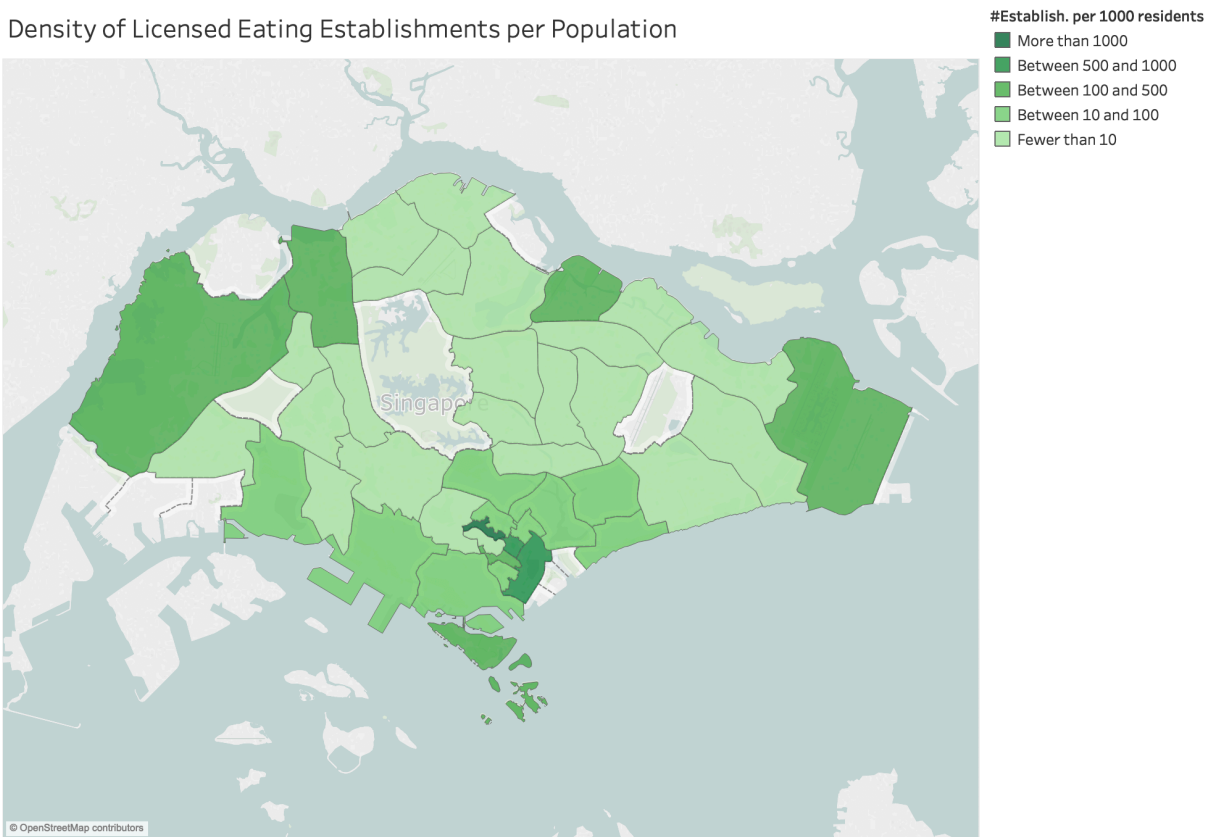 Density of Licensed Eating Establishments per Population
#Establish. per 1000 residents
More than 1000
Between 500 and 1000
Between 100 and 500
Between 10 and 100
Fewer than 10
Singapore
© OpenStreetMap contributors